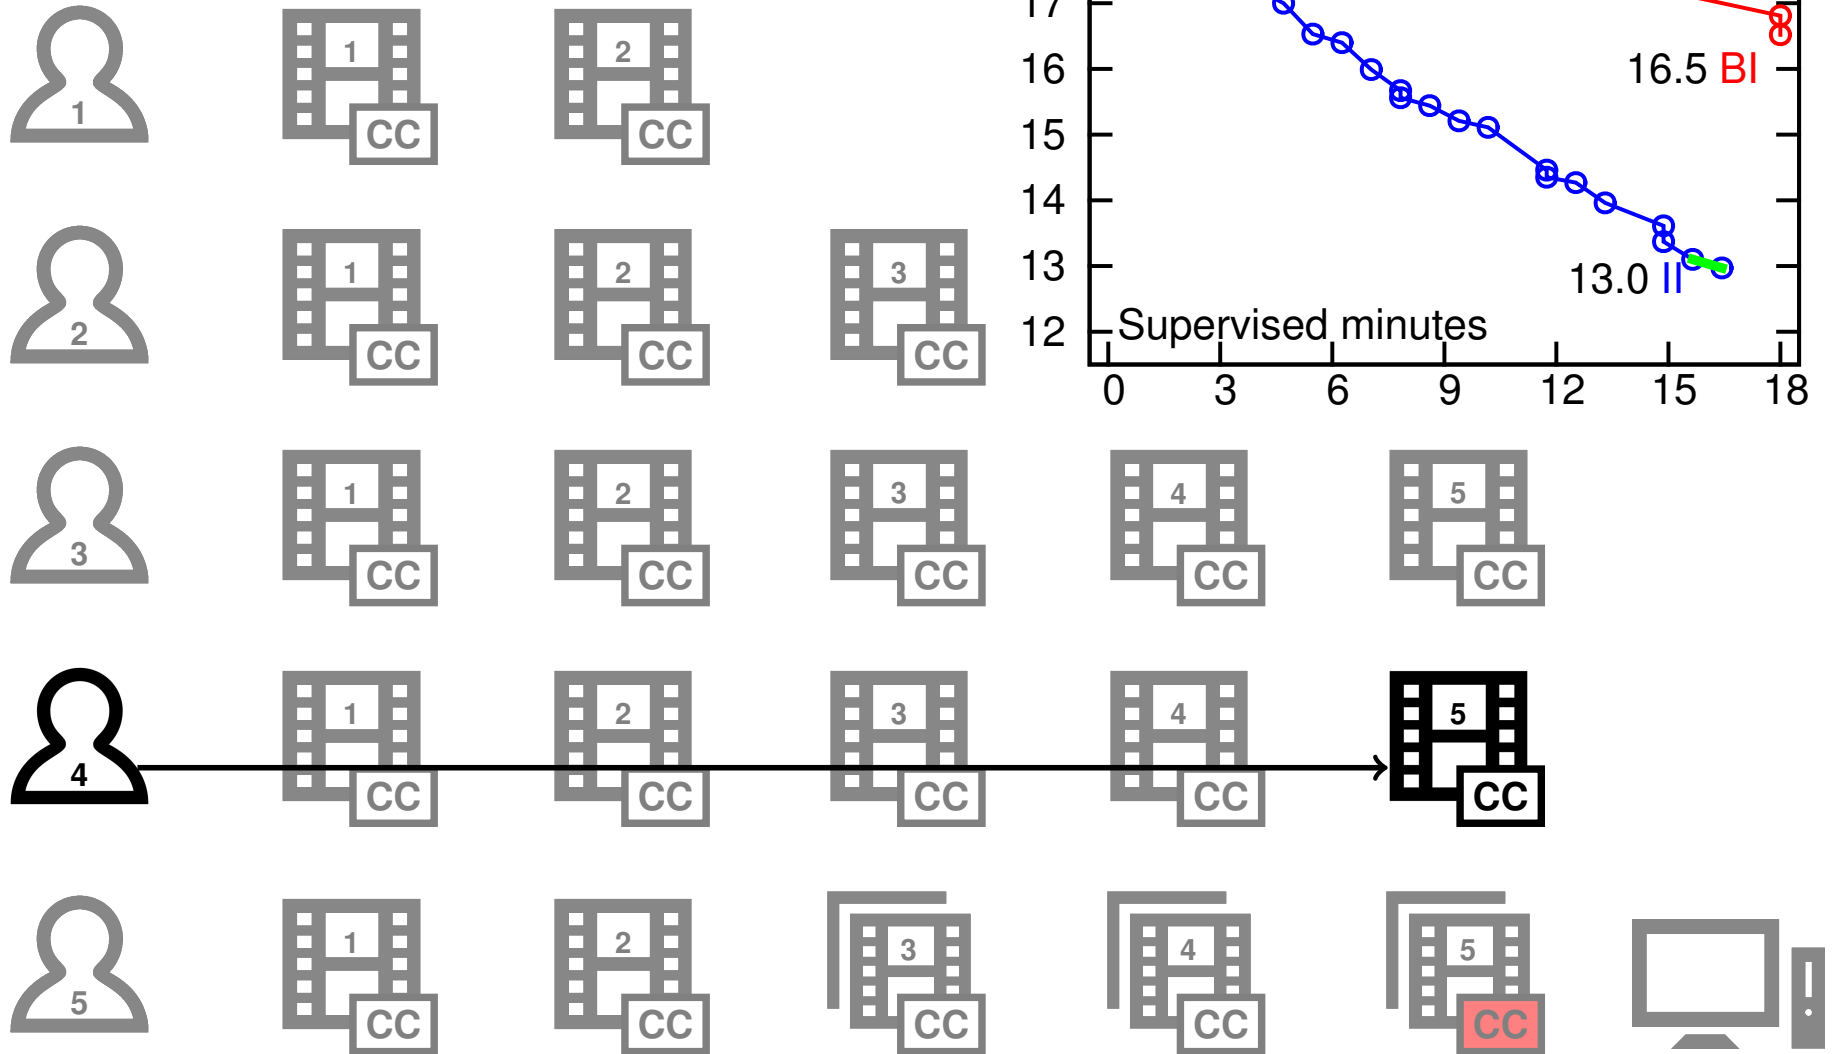 17
16.5 BI
16
15
14
13
13.0 II
12
Supervised minutes
0 3 6 9 12 15 18
1 1 CC 2 CC
2 1 CC 2 CC 3 CC
3 1 CC 2 CC 3 CC 4 CC 5 CC
4 1 CC 2 CC 3 CC 4 CC 5 CC
5 1 CC 2 CC 3 CC 4 CC 5 CC